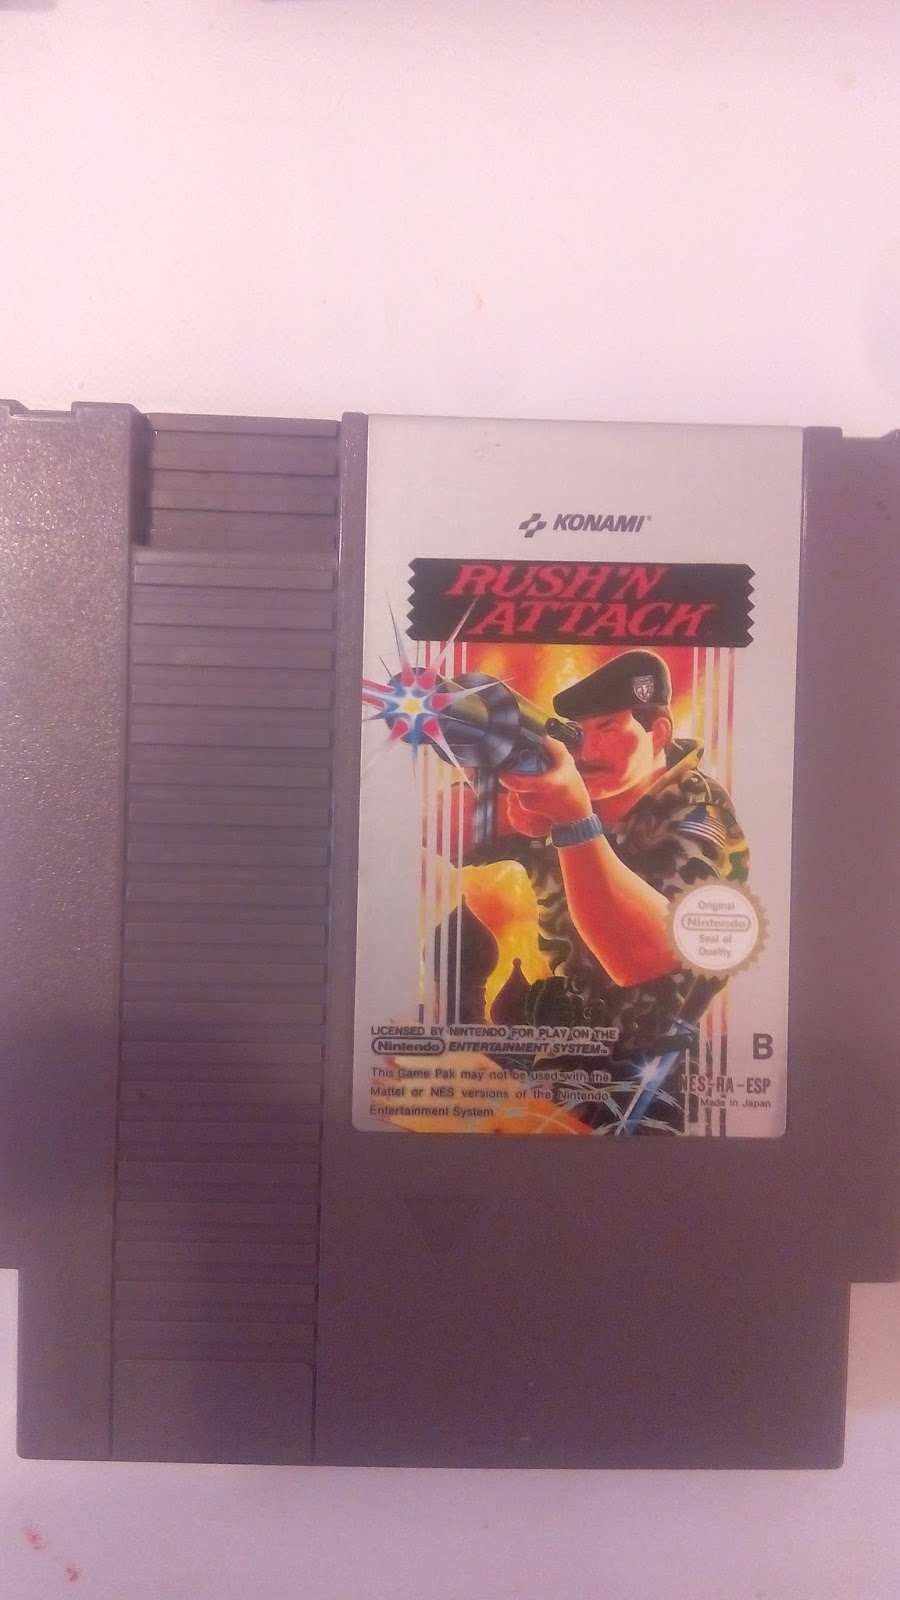 KONAMI®
RUSH'N
ATTACK™
Original
Nintendo
Seal of
Quality
LICENSED BY NINTENDO FOR PLAY ON THE
Nintendo ENTERTAINMENT SYSTEM™
This Game Pak may not be used with the
Mattel or NES versions of the Nintendo
Entertainment System.
B
NES-RA-ESP
Made in Japan